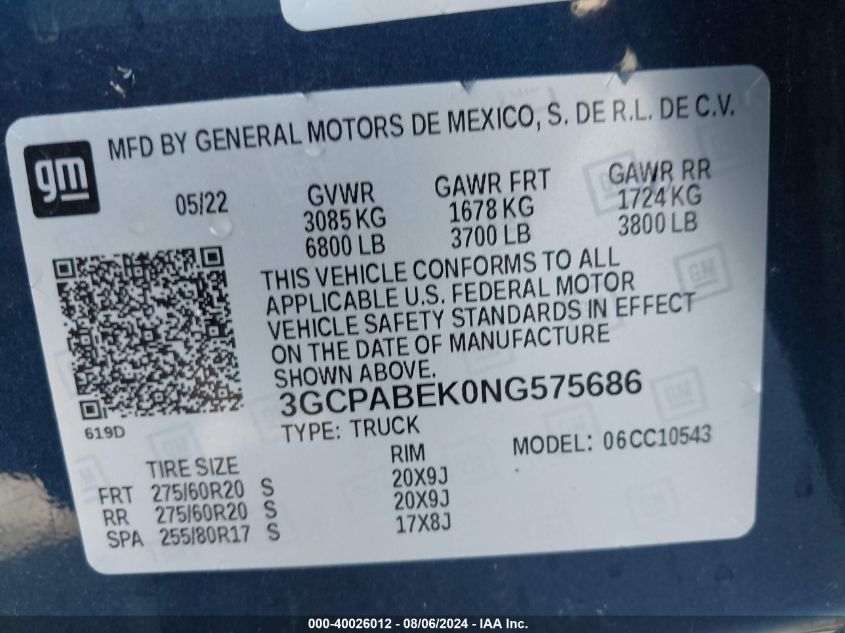 MFD BY GENERAL MOTORS DE MEXICO, S. DE R.L. DE C.V.
gm
05/22
GVWR
3085 KG
6800 LB
GAWR FRT
1678 KG
3700 LB
GAWR RR
1724 KG
3800 LB
THIS VEHICLE CONFORMS TO ALL
APPLICABLE U.S. FEDERAL MOTOR
VEHICLE SAFETY STANDARDS IN EFFECT
ON THE DATE OF MANUFACTURE
SHOWN ABOVE.
619D
3GCPABEK0NG575686
TYPE: TRUCK
MODEL: 06CC10543
TIRE SIZE RIM
FRT 275/60R20 S 20X9J
RR 275/60R20 S 20X9J
SPA 255/80R17 S 17X8J
GM
000-40026012 - 08/06/2024 - IAA Inc.